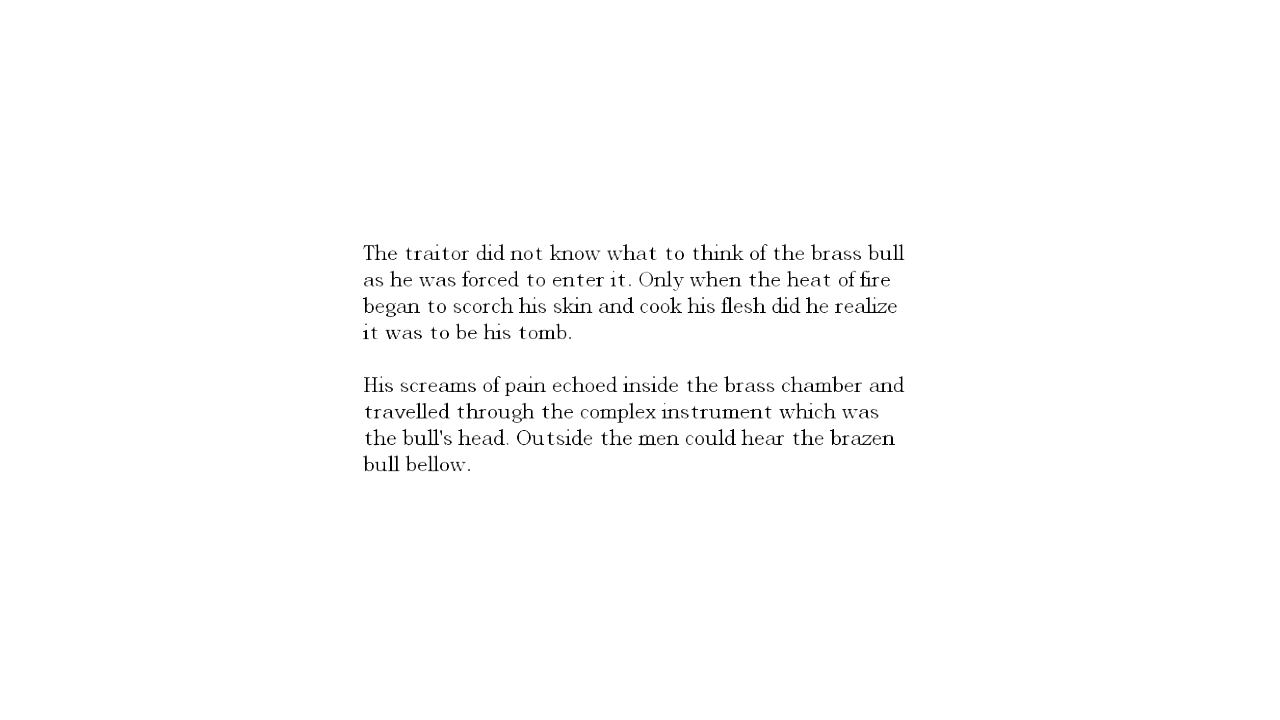 The traitor did not know what to think of the brass bull
as he was forced to enter it. Only when the heat of fire
began to scorch his skin and cook his flesh did he realize
it was to be his tomb.

His screams of pain echoed inside the brass chamber and
travelled through the complex instrument which was
the bull's head. Outside the men could hear the brazen
bull bellow.